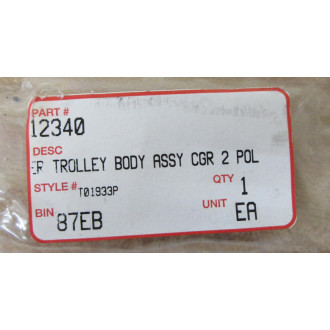 PART #
12340
DESC
ER TROLLEY BODY ASSY CGR 2 POL
STYLE # T01933P QTY 1
BIN 87EB UNIT EA